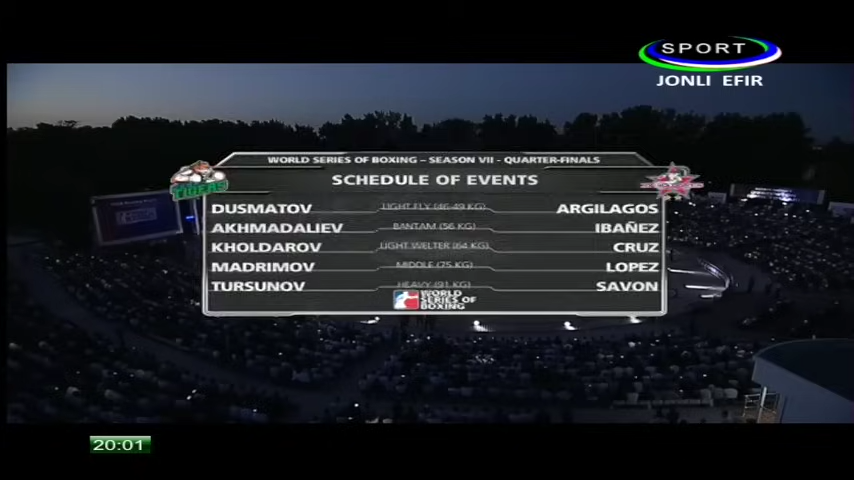 SPORT
JONLI EFIR
WORLD SERIES OF BOXING - SEASON VII - QUARTER-FINALS
SCHEDULE OF EVENTS
TIGERS
DUSMATOV LIGHT FLY (46-49 KG) ARGILAGOS
AKHMADALIEV BANTAM (56 KG) IBAÑEZ
KHOLDAROV LIGHT WELTER (64 KG) CRUZ
MADRIMOV MIDDLE (75 KG) LOPEZ
TURSUNOV HEAVY (91 KG) SAVON
WORLD
SERIES OF
BOXING
20:01